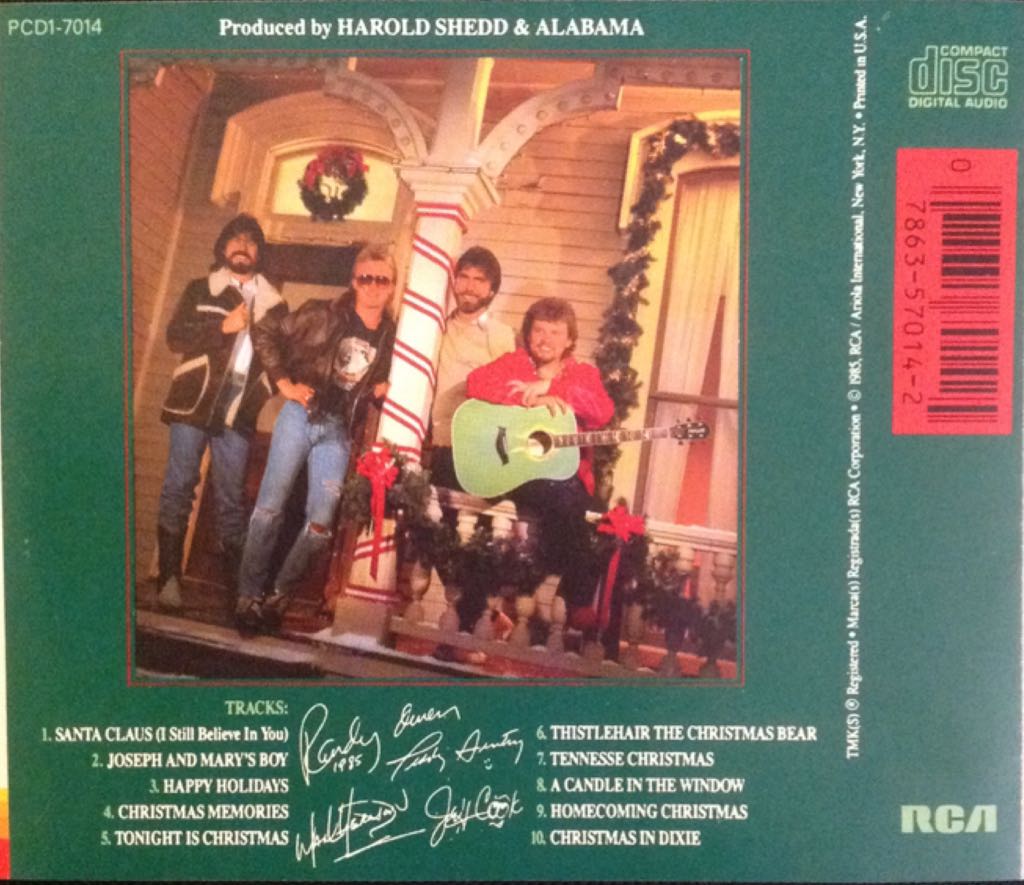 PCD1-7014
Produced by HAROLD SHEDD & ALABAMA
COMPACT
disc
DIGITAL AUDIO
0
7863-57014-2
TMK(S) ® Registered • Marca(s) Registrada(s) RCA Corporation • © 1985, RCA / Ariola International, New York, N.Y. • Printed in U.S.A.
TRACKS:
1. SANTA CLAUS (I Still Believe In You)
2. JOSEPH AND MARY'S BOY
3. HAPPY HOLIDAYS
4. CHRISTMAS MEMORIES
5. TONIGHT IS CHRISTMAS
Randy Owen
1985
Teddy Gentry
Mark Herndon
Jeff Cook
6. THISTLEHAIR THE CHRISTMAS BEAR
7. TENNESSE CHRISTMAS
8. A CANDLE IN THE WINDOW
9. HOMECOMING CHRISTMAS
10. CHRISTMAS IN DIXIE
RCA